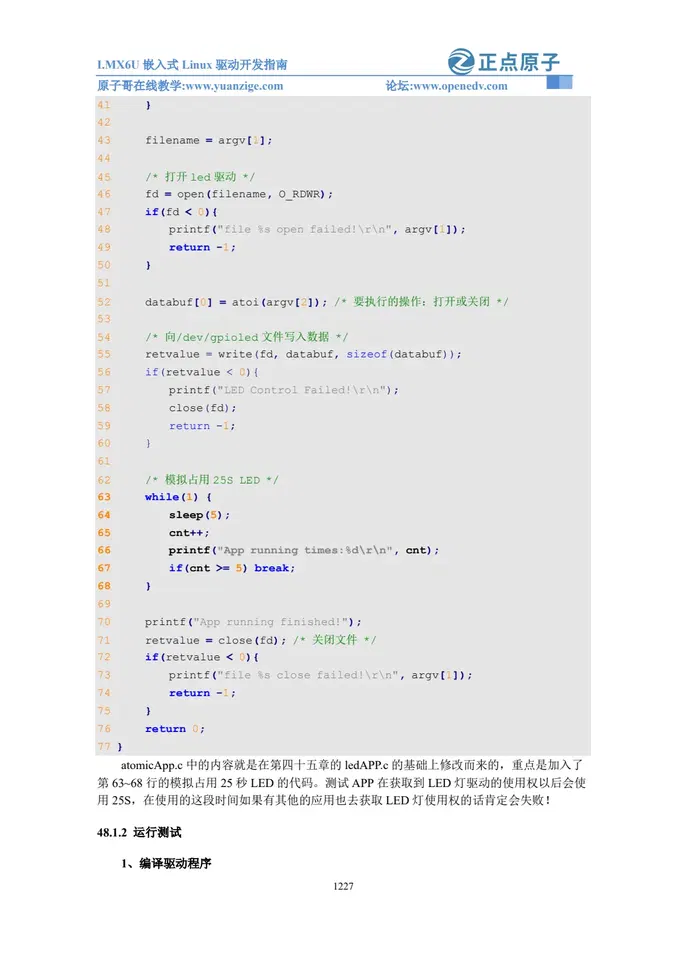 I.MX6U 嵌入式 Linux 驱动开发指南
正点原子
原子哥在线教学:www.yuanzige.com 论坛:www.openedv.com
41 }
42
43 filename = argv[1];
44
45 /* 打开 led 驱动 */
46 fd = open(filename, O_RDWR);
47 if(fd < 0){
48 printf("file %s open failed!\r\n", argv[1]);
49 return -1;
50 }
51
52 databuf[0] = atoi(argv[2]); /* 要执行的操作：打开或关闭 */
53
54 /* 向/dev/gpioled 文件写入数据 */
55 retvalue = write(fd, databuf, sizeof(databuf));
56 if(retvalue < 0){
57 printf("LED Control Failed!\r\n");
58 close(fd);
59 return -1;
60 }
61
62 /* 模拟占用 25S LED */
63 while(1) {
64 sleep(5);
65 cnt++;
66 printf("App running times:%d\r\n", cnt);
67 if(cnt >= 5) break;
68 }
69
70 printf("App running finished!");
71 retvalue = close(fd); /* 关闭文件 */
72 if(retvalue < 0){
73 printf("file %s close failed!\r\n", argv[1]);
74 return -1;
75 }
76 return 0;
77 }
atomicApp.c 中的内容就是在第四十五章的 ledAPP.c 的基础上修改而来的，重点是加入了
第 63~68 行的模拟占用 25 秒 LED 的代码。测试 APP 在获取到 LED 灯驱动的使用权以后会使
用 25S，在使用的这段时间如果有其他的应用也去获取 LED 灯使用权的话肯定会失败！
48.1.2 运行测试
1、编译驱动程序
1227